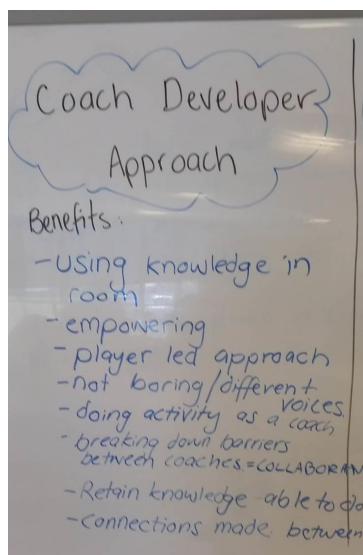 Coach Developer
Approach
Benefits:
- Using knowledge in
room
- empowering
- player led approach
- not boring/different
voices.
- doing activity as a coach
- breaking down barriers
between coaches = COLLABORA
- Retain knowledge able to do
- connections made between